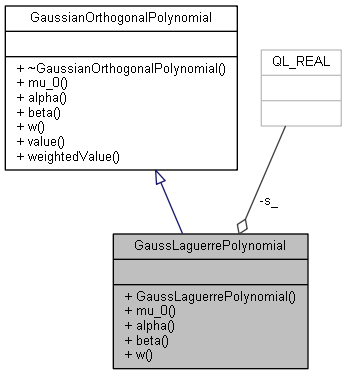 GaussianOrthogonalPolynomial
+ ~GaussianOrthogonalPolynomial()
+ mu_0()
+ alpha()
+ beta()
+ w()
+ value()
+ weightedValue()
QL_REAL
-s_
GaussLaguerrePolynomial
+ GaussLaguerrePolynomial()
+ mu_0()
+ alpha()
+ beta()
+ w()